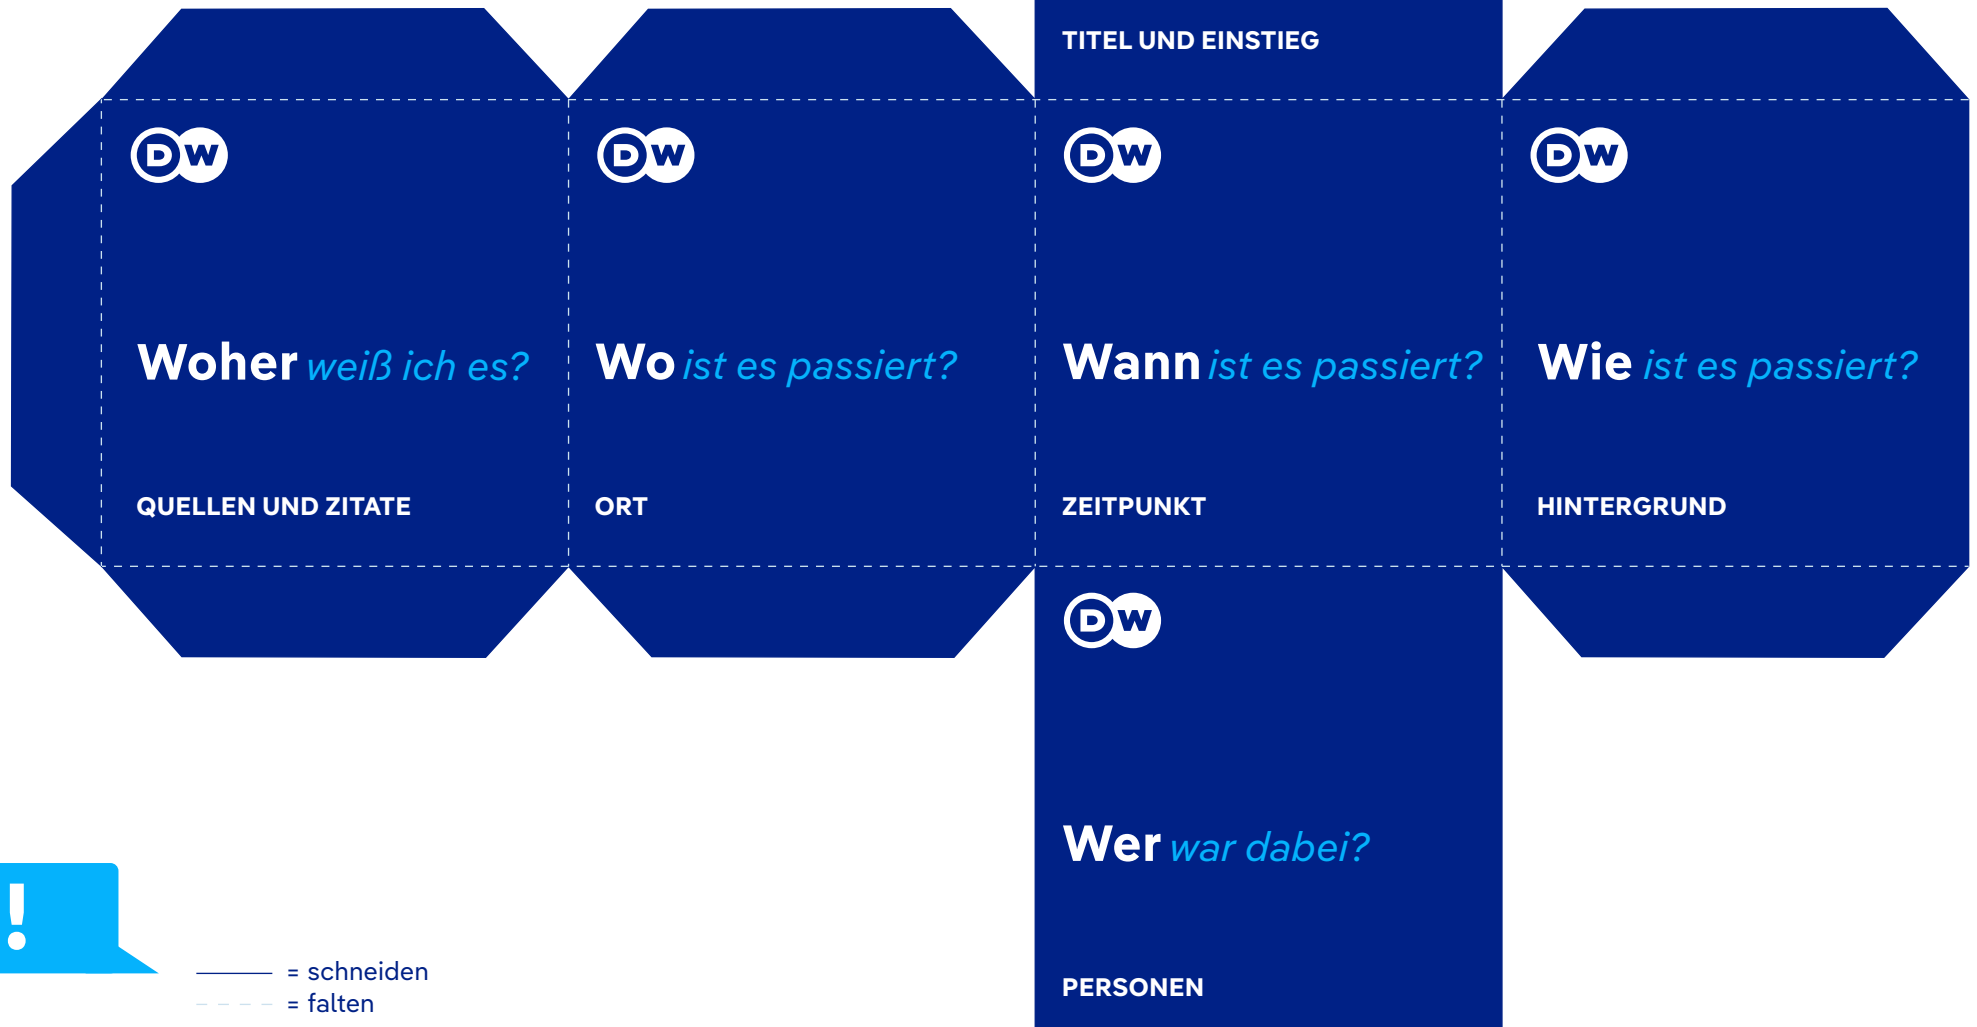 TITEL UND EINSTIEG
DW DW DW DW
Woher weiß ich es?
Wo ist es passiert?
Wann ist es passiert?
Wie ist es passiert?
QUELLEN UND ZITATE
ORT
ZEITPUNKT
HINTERGRUND
DW
Wer war dabei?
PERSONEN
!
= schneiden
= falten